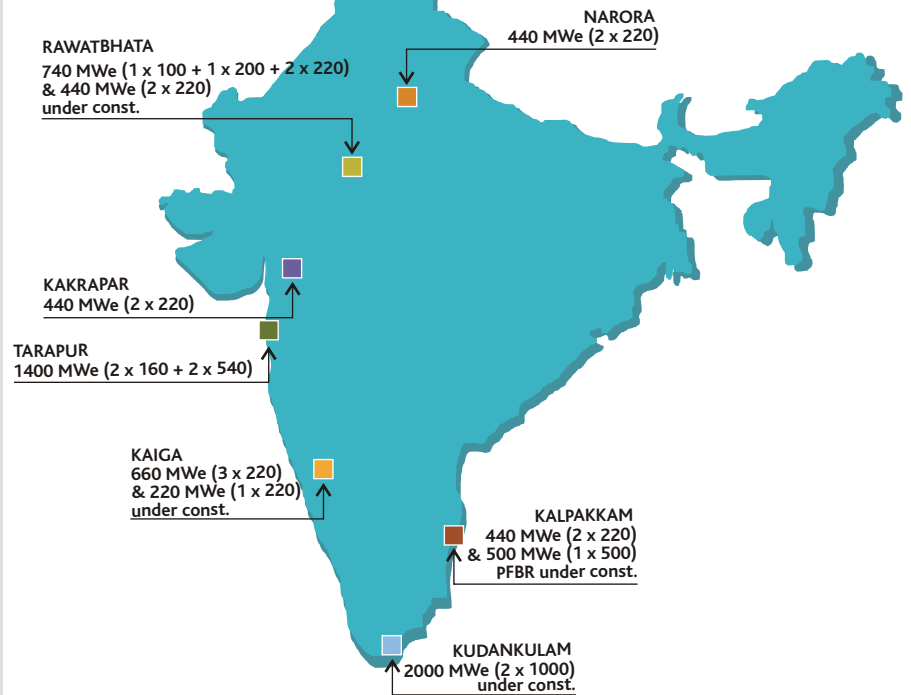 NARORA
440 MWe (2 x 220)
RAWATBHATA
740 MWe (1 x 100 + 1 x 200 + 2 x 220)
& 440 MWe (2 x 220)
under const.
KAKRAPAR
440 MWe (2 x 220)
TARAPUR
1400 MWe (2 x 160 + 2 x 540)
KAIGA
660 MWe (3 x 220)
& 220 MWe (1 x 220)
under const.
KALPAKKAM
440 MWe (2 x 220)
& 500 MWe (1 x 500)
PFBR under const.
KUDANKULAM
2000 MWe (2 x 1000)
under const.